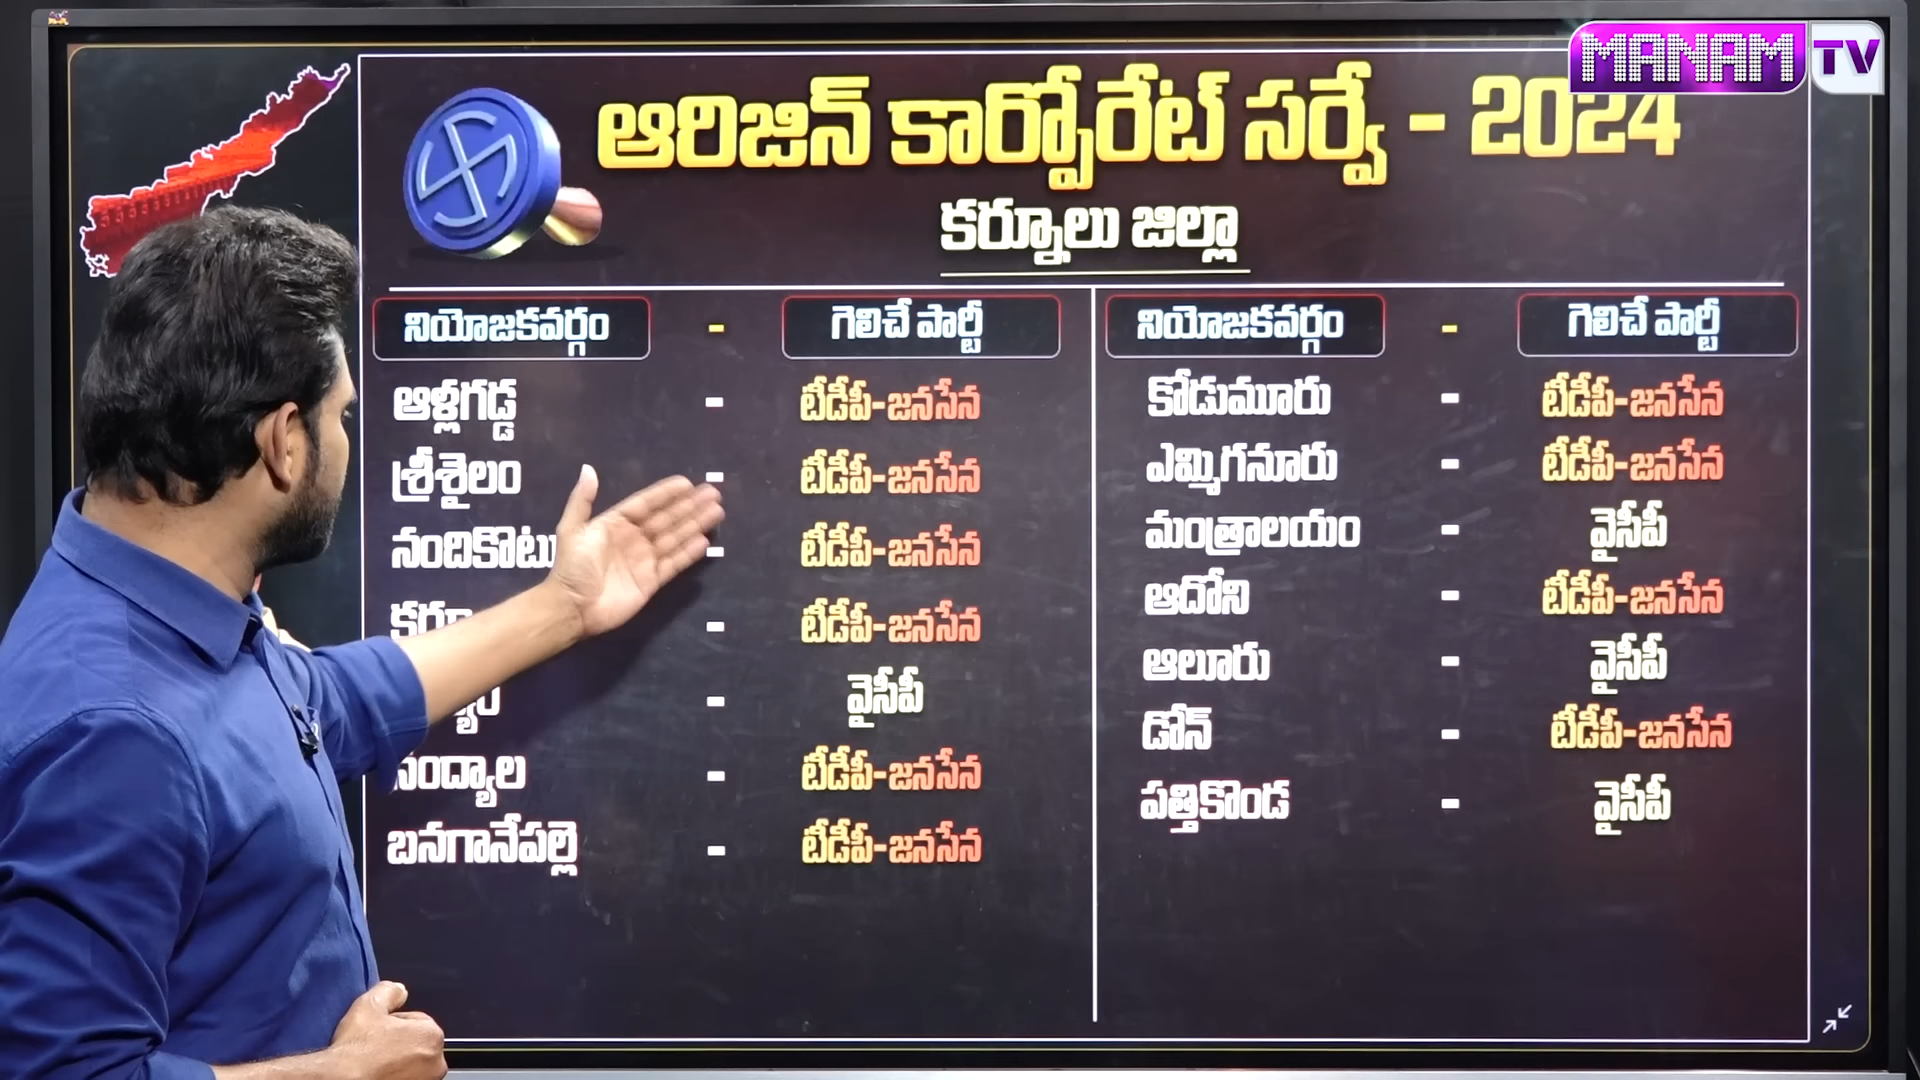 MANAM TV
ఆరిజిన్ కార్పోరేట్ సర్వే - 2024
కర్నూలు జిల్లా
నియోజకవర్గం - గెలిచే పార్టీ
ఆళ్లగడ్డ - టీడీపీ-జనసేన
శ్రీశైలం - టీడీపీ-జనసేన
- టీడీపీ-జనసేన
- టీడీపీ-జనసేన
- వైసీపీ
నంద్యాల - టీడీపీ-జనసేన
బనగానేపల్లె - టీడీపీ-జనసేన
నియోజకవర్గం - గెలిచే పార్టీ
కోడుమూరు - టీడీపీ-జనసేన
ఎమ్మిగనూరు - టీడీపీ-జనసేన
మంత్రాలయం - వైసీపీ
ఆదోని - టీడీపీ-జనసేన
ఆలూరు - వైసీపీ
డోన్ - టీడీపీ-జనసేన
పత్తికొండ - వైసీపీ